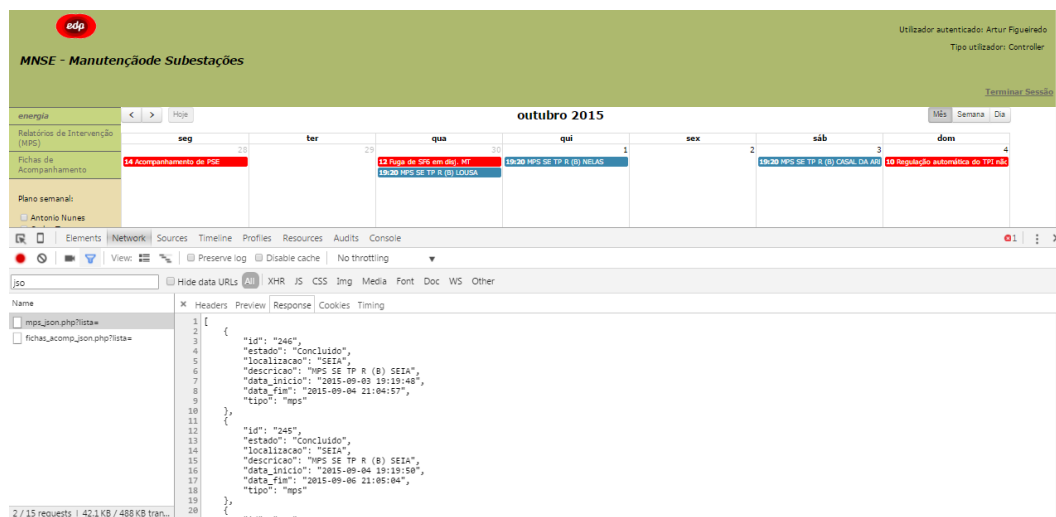 edp
Utilizador autenticado: Artur Figueiredo
Tipo utilizador: Controller
MNSE - Manutençãode Subestações
Terminar Sessão
energia
Relatórios de Intervenção
(MPS)
Fichas de
Acompanhamento
Plano semanal:
Antonio Nunes
< > Hoje
outubro 2015
Mês Semana Dia
seg ter qua qui sex sáb dom
28 29 30 1 2 3 4
14 Acompanhamento de PSE
12 Fuga de SF6 em disj. MT
19:20 MPS SE TP R (B) NELAS
19:20 MPS SE TP R (B) CASAL DA ARI
10 Regulação automática do TPI não
19:20 MPS SE TP R (B) LOUSA
Elements Network Sources Timeline Profiles Resources Audits Console
1
View: Preserve log Disable cache No throttling
jso
Hide data URLs All XHR JS CSS Img Media Font Doc WS Other
Name
mps_json.php?lista=
fichas_acomp_json.php?lista=
× Headers Preview Response Cookies Timing
1 [
2 {
3 "id": "246",
4 "estado": "Concluido",
5 "localizacao": "SEIA",
6 "descricao": "MPS SE TP R (B) SEIA",
7 "data_inicio": "2015-09-03 19:19:48",
8 "data_fim": "2015-09-04 21:04:57",
9 "tipo": "mps"
10 },
11 {
12 "id": "245",
13 "estado": "Concluido",
14 "localizacao": "SEIA",
15 "descricao": "MPS SE TP R (B) SEIA",
16 "data_inicio": "2015-09-04 19:19:50",
17 "data_fim": "2015-09-06 21:05:04",
18 "tipo": "mps"
19 },
20 {
2 / 15 requests | 42.1 KB / 488 KB tran...